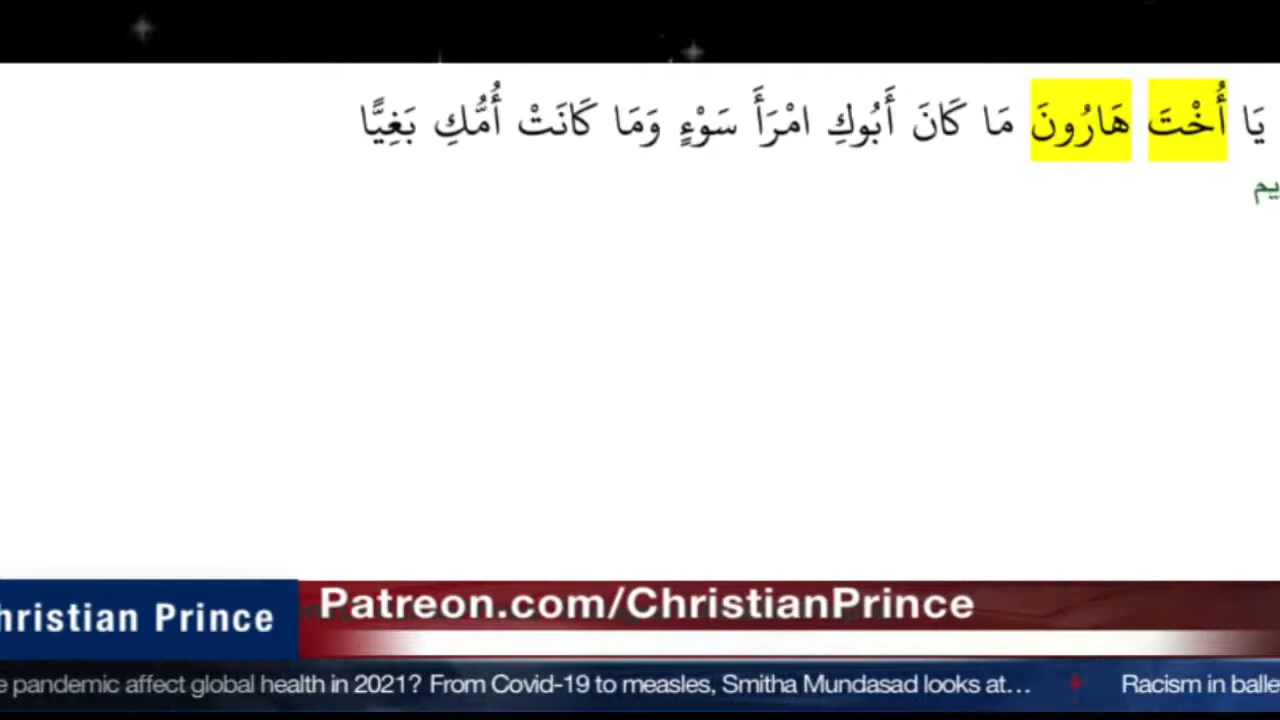 يَا أُخْتَ هَارُونَ مَا كَانَ أَبُوكِ امْرَأَ سَوْءٍ وَمَا كَانَتْ أُمُّكِ بَغِيًّا
يم
hristian Prince
Patreon.com/ChristianPrince
e pandemic affect global health in 2021? From Covid-19 to measles, Smitha Mundasad looks at… Racism in balle